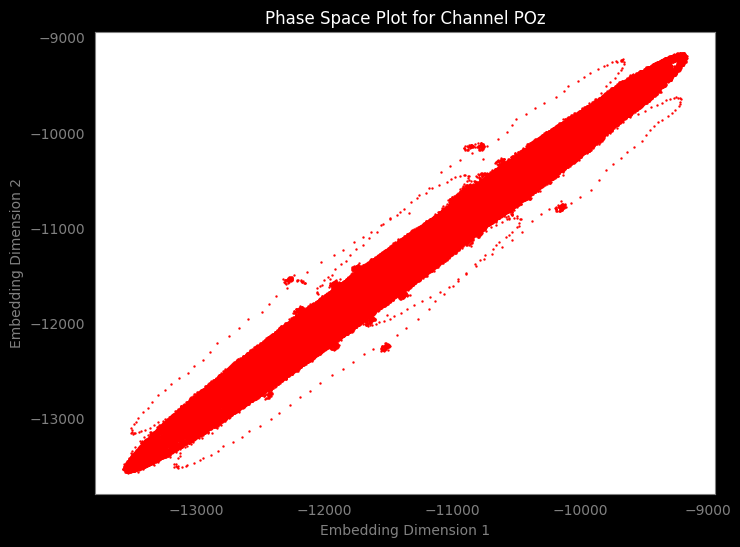 Phase Space Plot for Channel POz
−9000
−10000
−11000
−12000
−13000
Embedding Dimension 2
−13000 −12000 −11000 −10000 −9000
Embedding Dimension 1